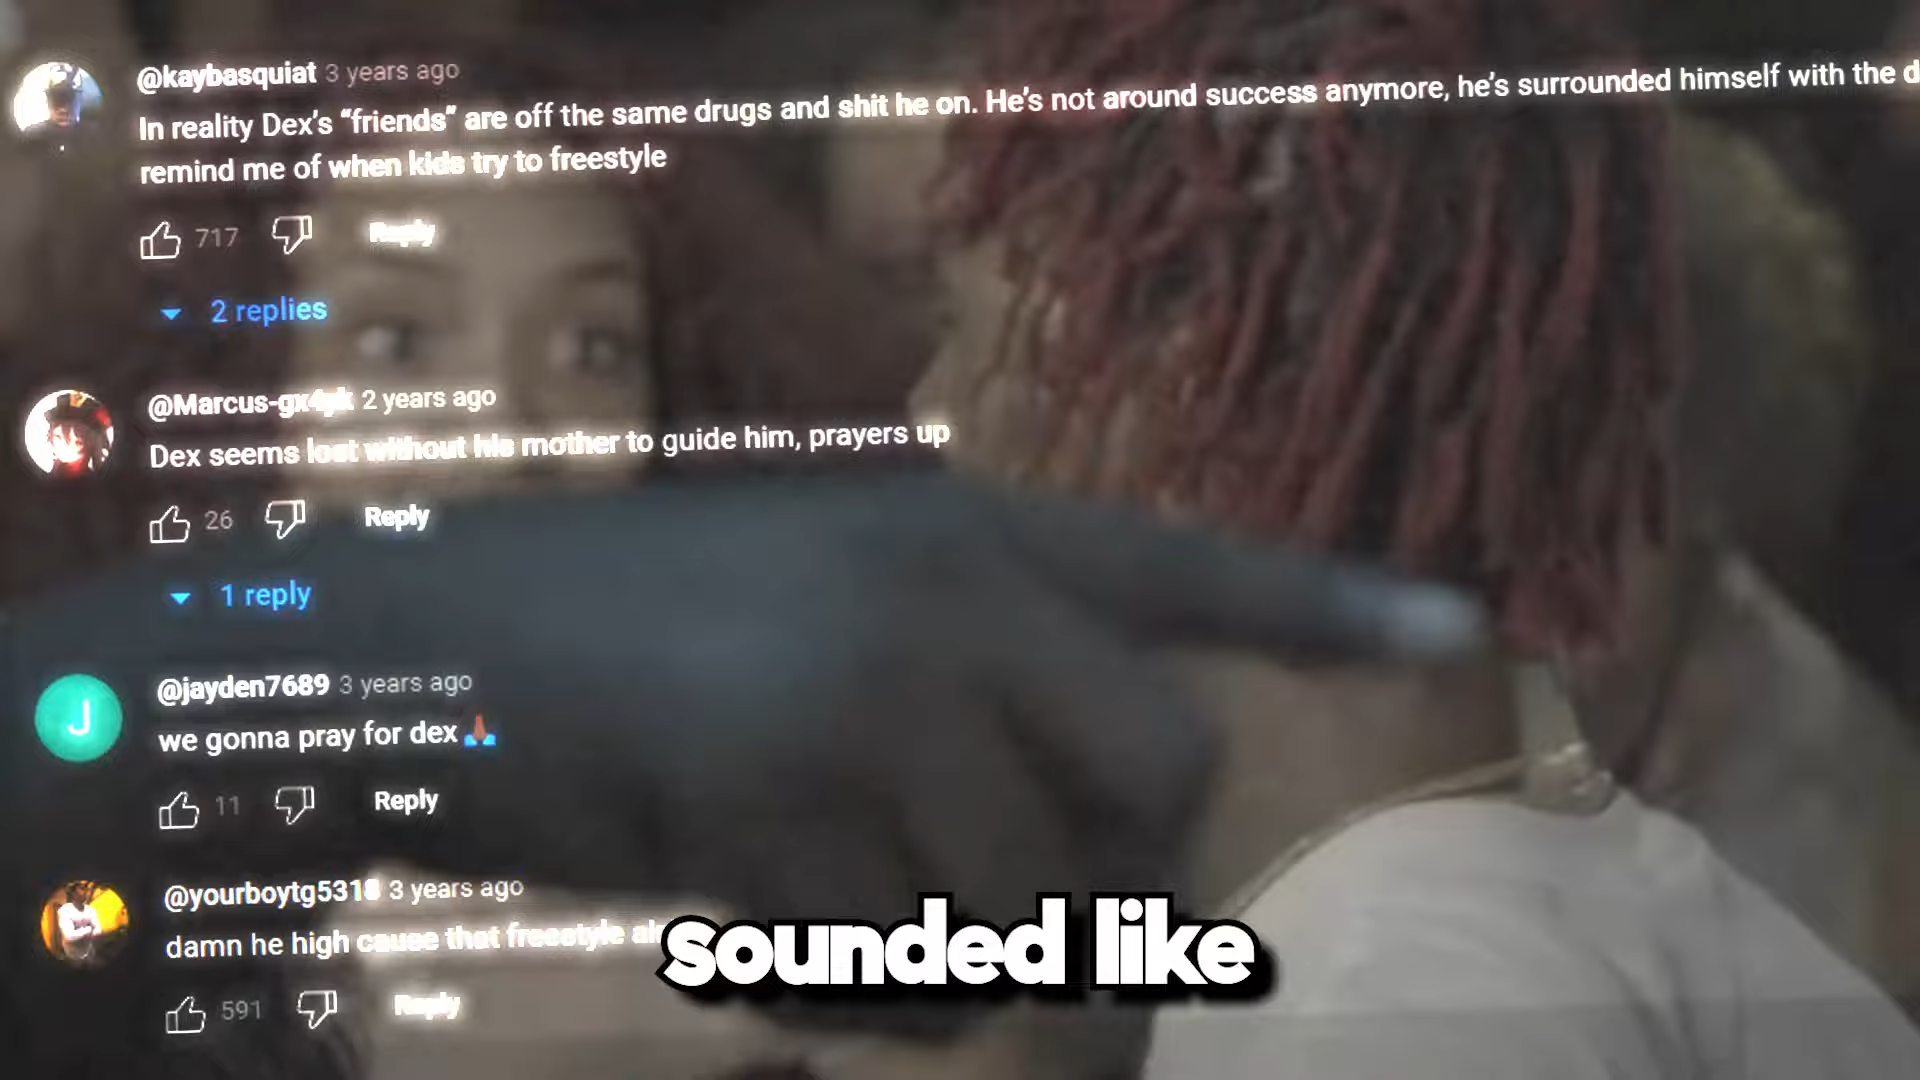 @kaybasquiat 3 years ago
In reality Dex's “friends” are off the same drugs and shit he on. He's not around success anymore, he's surrounded himself with the d
remind me of when kids try to freestyle
717 Reply
2 replies
@Marcus-gx4yk 2 years ago
Dex seems lost without his mother to guide him, prayers up
26 Reply
1 reply
J
@jayden7689 3 years ago
we gonna pray for dex🙏🏾
11 Reply
@yourboytg5318 3 years ago
damn he high cause that freestyle
sounded like
591 Reply